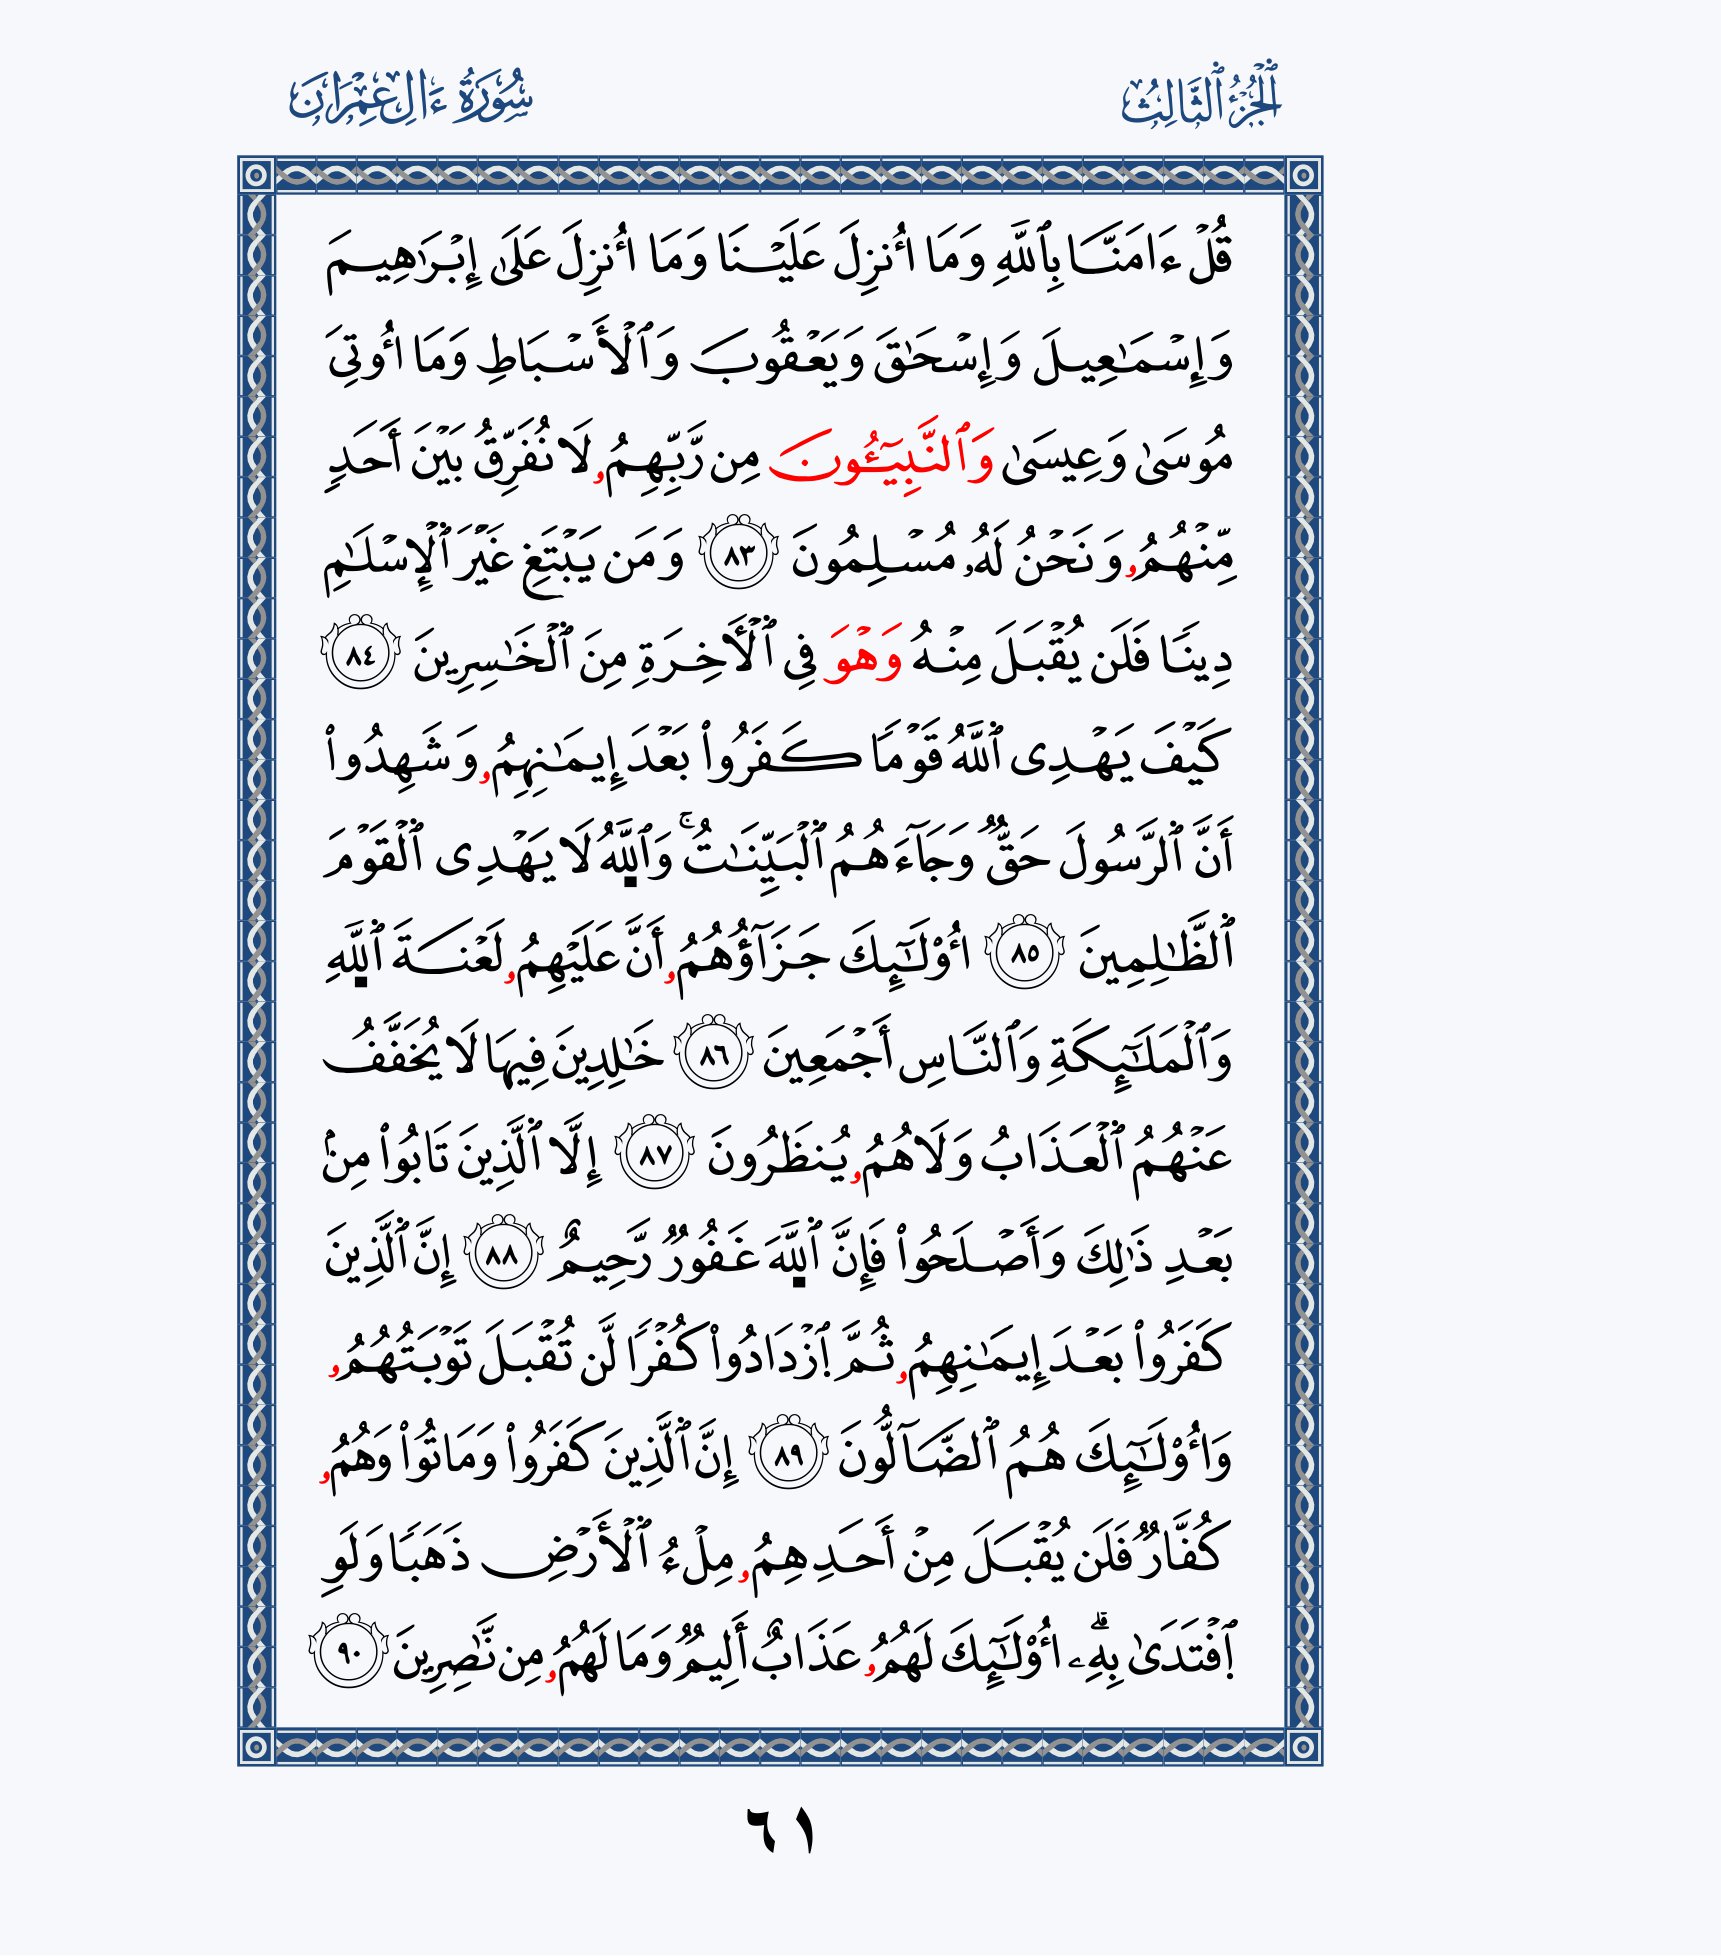 ٱلۡجُزۡءُ ٱلثَّالِثُ
سُورَةُ ءَالِ عِمۡرَانَ
قُلۡ ءَامَنَّا بِٱللَّهِ وَمَا أُنزِلَ عَلَيۡنَا وَمَا أُنزِلَ عَلَىٰ إِبۡرَٰهِيمَ
وَإِسۡمَٰعِيلَ وَإِسۡحَٰقَ وَيَعۡقُوبَ وَٱلۡأَسۡبَاطِ وَمَا أُوتِيَ
مُوسَىٰ وَعِيسَىٰ وَٱلنَّبِيٓـُٔونَ مِن رَّبِّهِمُۥ لَا نُفَرِّقُ بَيۡنَ أَحَدٖ
مِّنۡهُمُۥ وَنَحۡنُ لَهُۥ مُسۡلِمُونَ ٨٣ وَمَن يَبۡتَغِ غَيۡرَ ٱلۡإِسۡلَٰمِ
دِينٗا فَلَن يُقۡبَلَ مِنۡهُ وَهۡوَ فِي ٱلۡأٓخِرَةِ مِنَ ٱلۡخَٰسِرِينَ ٨٤
كَيۡفَ يَهۡدِي ٱللَّهُ قَوۡمٗا كَفَرُواْ بَعۡدَ إِيمَٰنِهِمُۥ وَشَهِدُواْ
أَنَّ ٱلرَّسُولَ حَقّٞ وَجَآءَهُمُ ٱلۡبَيِّنَٰتُۚ وَٱللَّهُ لَا يَهۡدِي ٱلۡقَوۡمَ
ٱلظَّٰلِمِينَ ٨٥ أُوْلَٰٓئِكَ جَزَآؤُهُمُۥ أَنَّ عَلَيۡهِمُۥ لَعۡنَةَ ٱللَّهِ
وَٱلۡمَلَٰٓئِكَةِ وَٱلنَّاسِ أَجۡمَعِينَ ٨٦ خَٰلِدِينَ فِيهَا لَا يُخَفَّفُ
عَنۡهُمُ ٱلۡعَذَابُ وَلَا هُمُۥ يُنظَرُونَ ٨٧ إِلَّا ٱلَّذِينَ تَابُواْ مِنۢ
بَعۡدِ ذَٰلِكَ وَأَصۡلَحُواْ فَإِنَّ ٱللَّهَ غَفُورٞ رَّحِيمٌ ٨٨ إِنَّ ٱلَّذِينَ
كَفَرُواْ بَعۡدَ إِيمَٰنِهِمُۥ ثُمَّ ٱزۡدَادُواْ كُفۡرٗا لَّن تُقۡبَلَ تَوۡبَتُهُمُۥ
وَأُوْلَٰٓئِكَ هُمُ ٱلضَّآلُّونَ ٨٩ إِنَّ ٱلَّذِينَ كَفَرُواْ وَمَاتُواْ وَهُمُۥ
كُفَّارٞ فَلَن يُقۡبَلَ مِنۡ أَحَدِهِمُۥ مِلۡءُ ٱلۡأَرۡضِ ذَهَبٗا وَلَوِ
ٱفۡتَدَىٰ بِهِۦۗ أُوْلَٰٓئِكَ لَهُمُۥ عَذَابٌ أَلِيمٞ وَمَا لَهُمُۥ مِن نَّٰصِرِينَ ٩٠
٦١